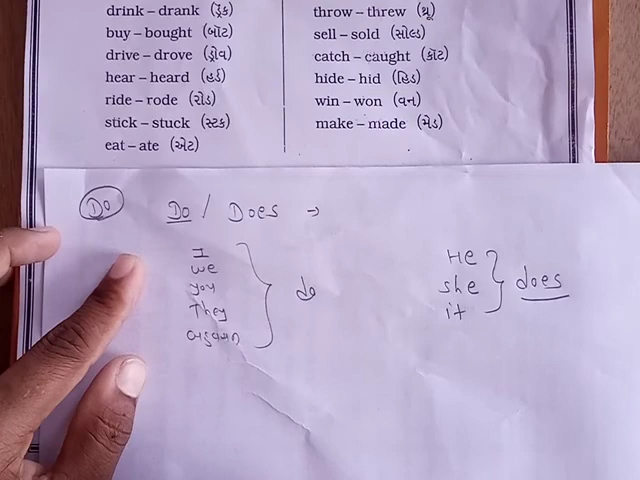 drink – drank (ડ્રેંક)
buy – bought (બૉટ)
drive – drove (ડ્રોવ)
hear – heard (હર્ડ)
ride – rode (રોડ)
stick – stuck (સ્ટક)
eat – ate (એટ)
throw – threw (થ્રૂ)
sell – sold (સોલ્ડ)
catch – caught (કૉટ)
hide – hid (હિડ)
win – won (વન)
make – made (મેડ)
Do Do / Does →
I
we
you
they
બહુવચન
do
He
she
it
does